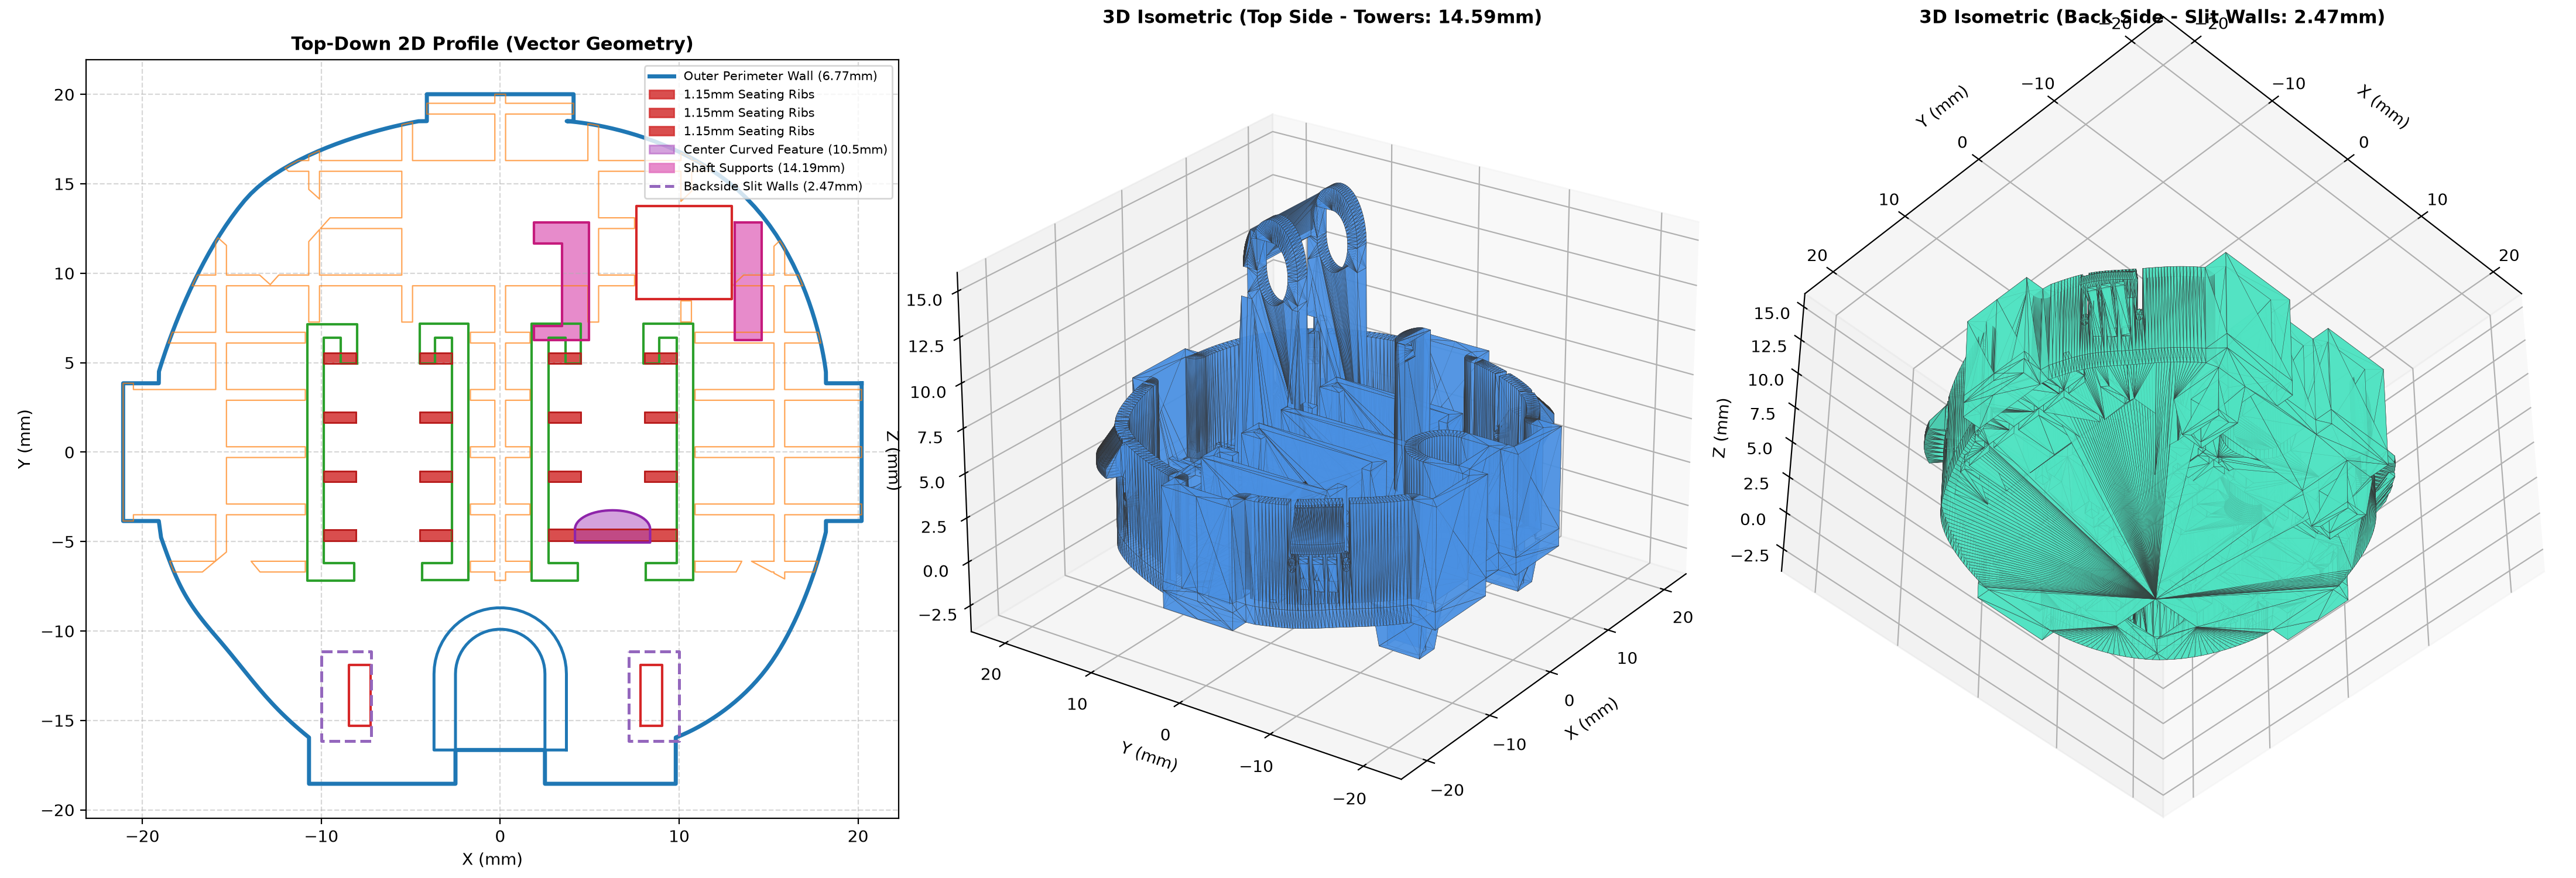 Top-Down 2D Profile (Vector Geometry)
Outer Perimeter Wall (6.77mm)
1.15mm Seating Ribs
1.15mm Seating Ribs
1.15mm Seating Ribs
Center Curved Feature (10.5mm)
Shaft Supports (14.19mm)
Backside Slit Walls (2.47mm)
20
15
10
5
0
−5
−10
−15
−20
Y (mm)
−20
−10
0
10
20
X (mm)
3D Isometric (Top Side - Towers: 14.59mm)
15.0
12.5
10.0
7.5
5.0
2.5
0.0
−2.5
Z (mm)
20
10
0
−10
−20
Y (mm)
20
10
0
−10
−20
X (mm)
3D Isometric (Back Side - Slit Walls: 2.47mm)
−20
−10
0
10
20
Y (mm)
−20
−10
0
10
20
X (mm)
15.0
12.5
10.0
7.5
5.0
2.5
0.0
−2.5
Z (mm)